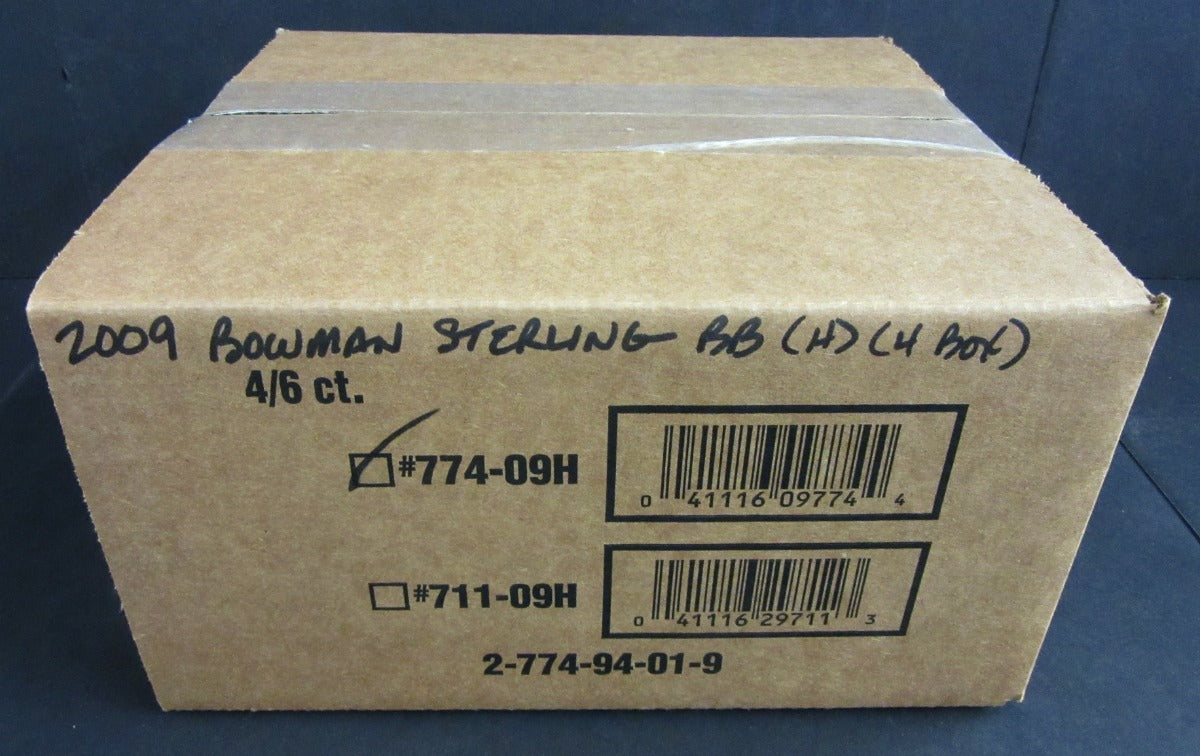 2009 BOWMAN STERLING BB (H) (4 BOX)
4/6 ct.
#774-09H
0 41116 09774 4
#711-09H
0 41116 29711 3
2-774-94-01-9